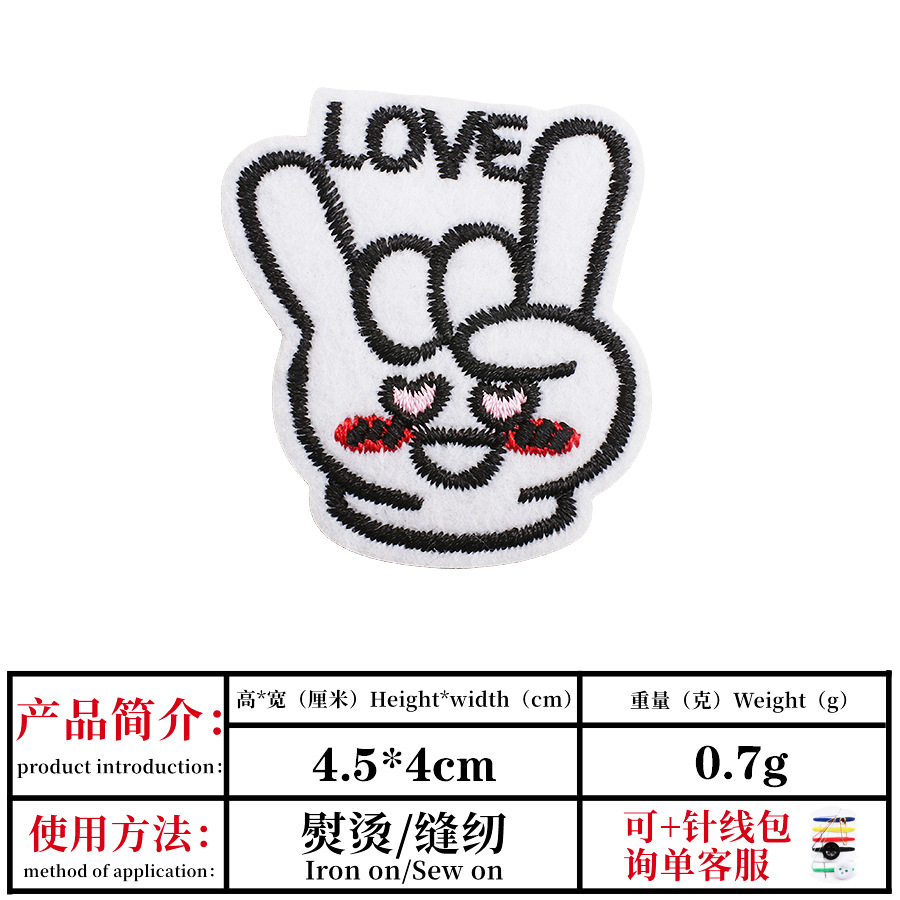 LOVE
产品简介：
product introduction：
高*宽（厘米）Height*width（cm）
重量（克）Weight（g）
4.5*4cm
0.7g
使用方法：
method of application：
熨烫/缝纫
Iron on/Sew on
可+针线包
询单客服